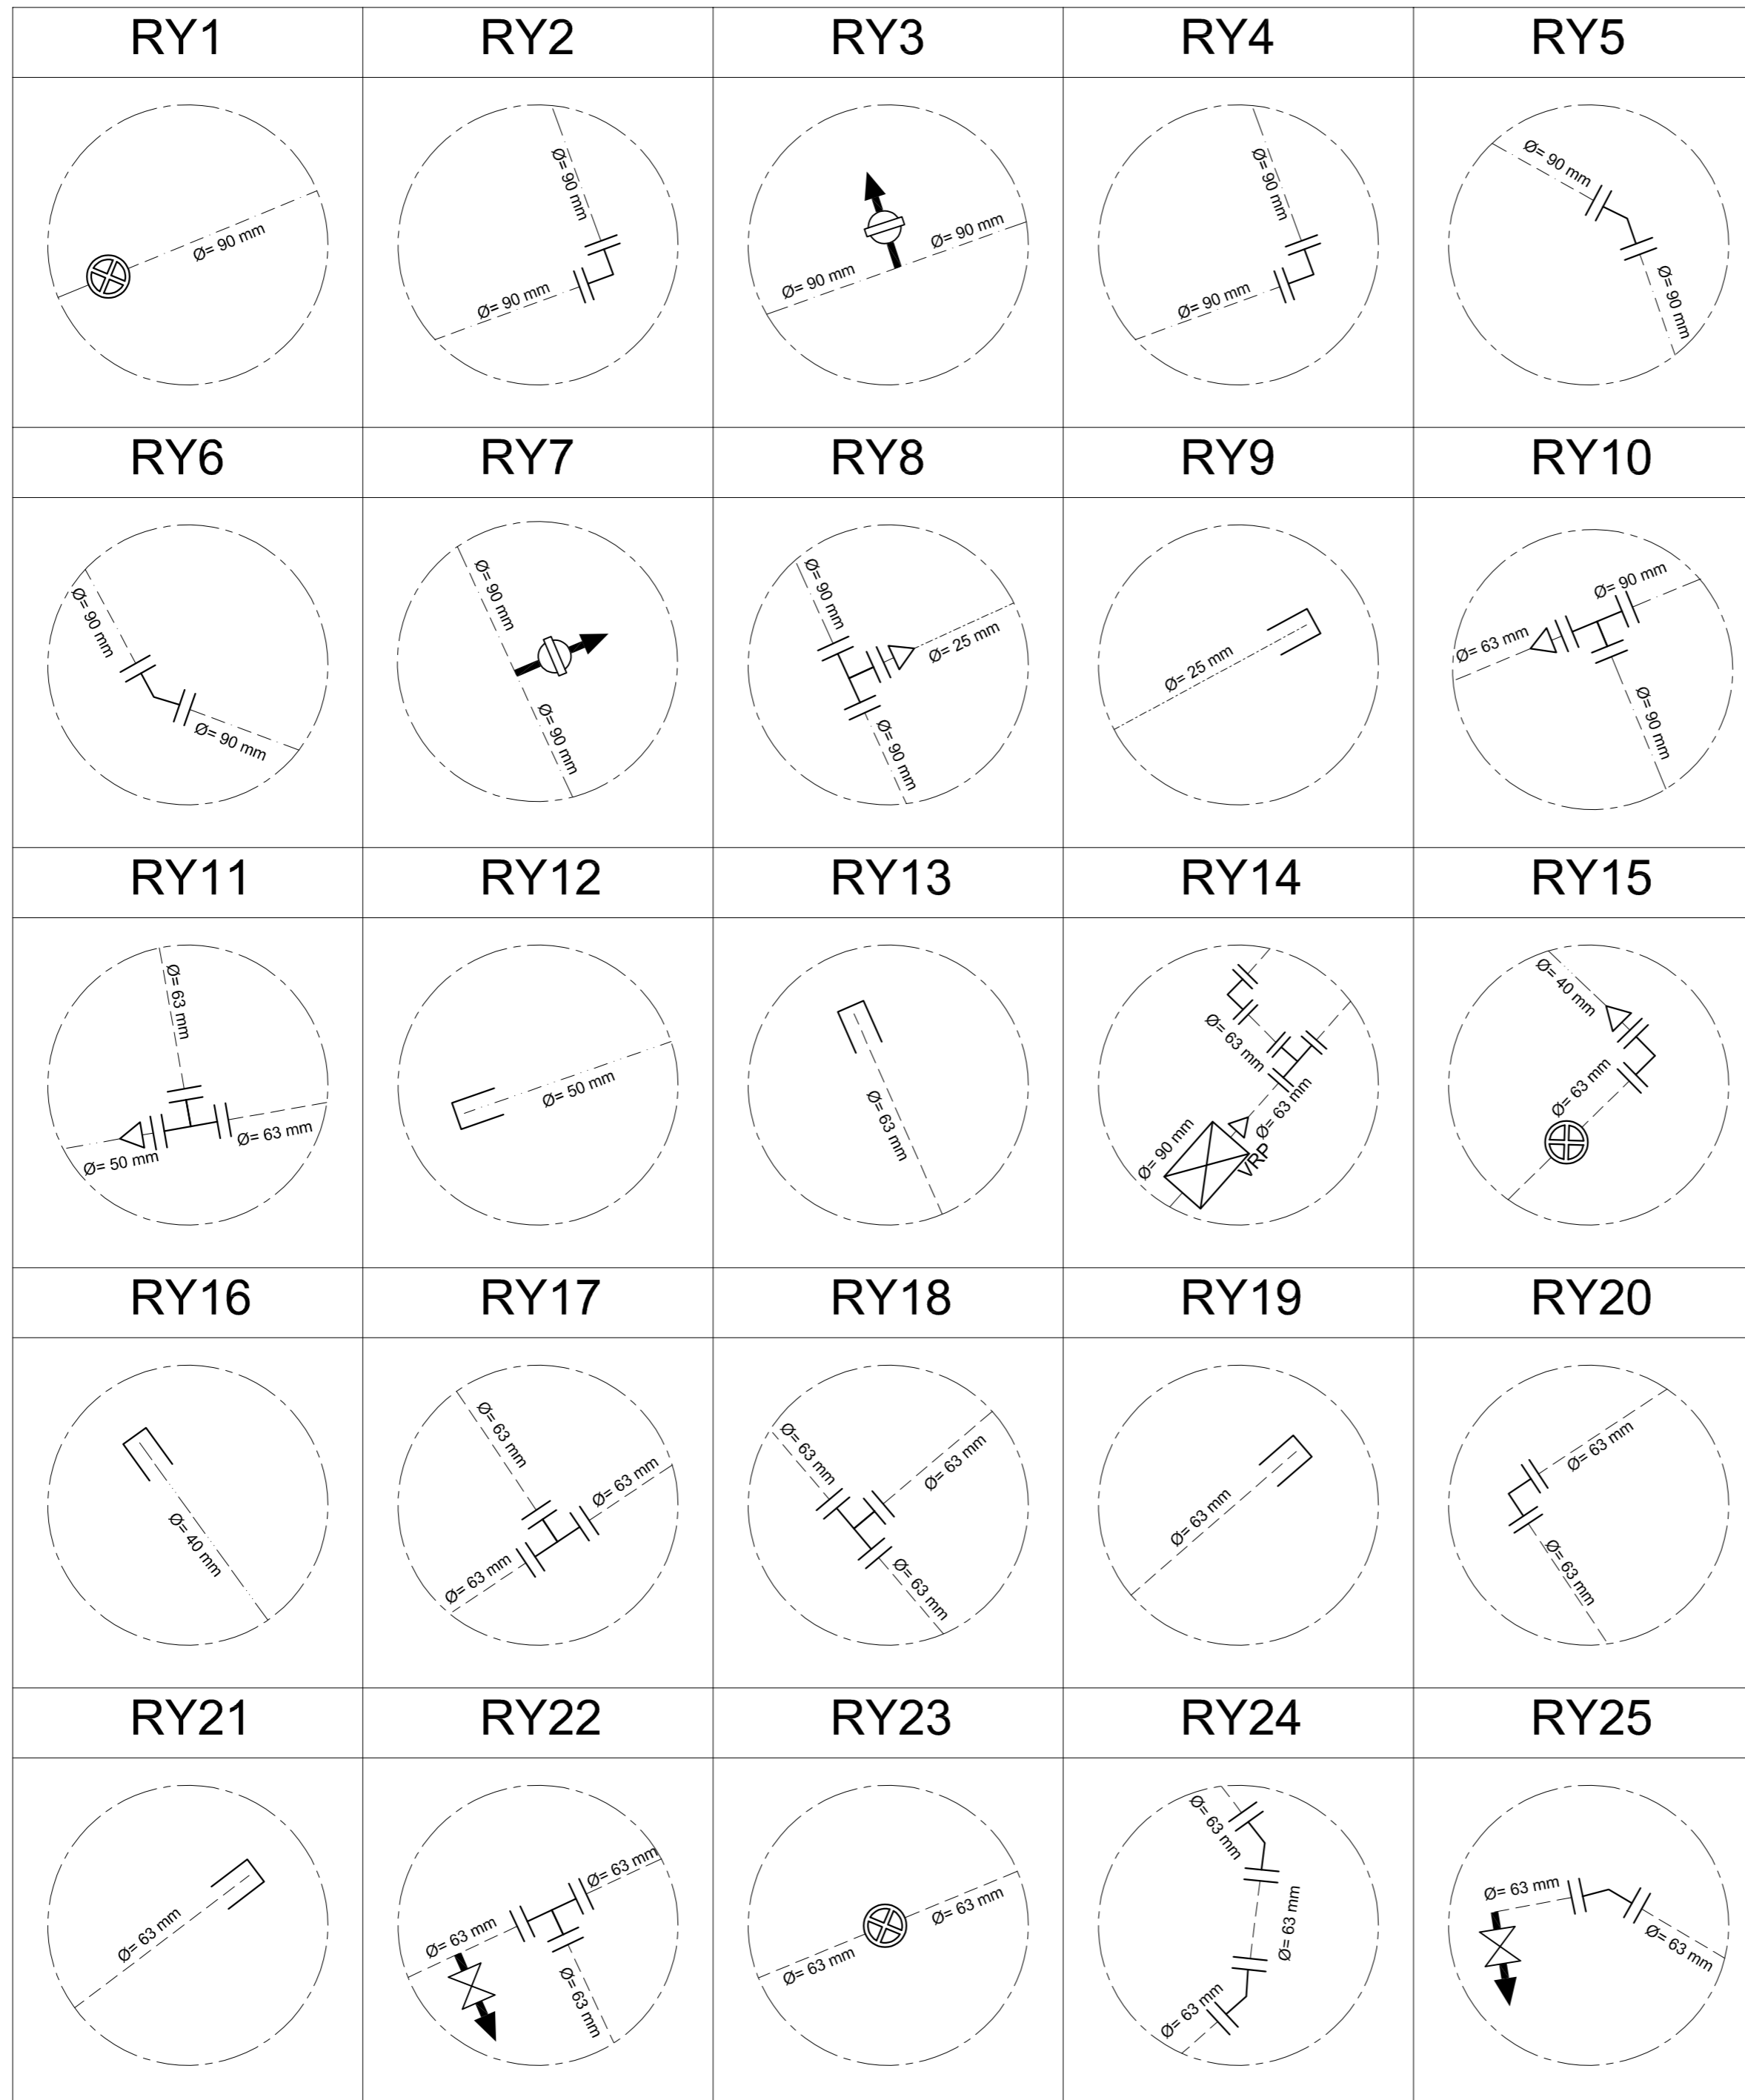 RY1 RY2 RY3 RY4 RY5
Ø= 90 mm
Ø= 90 mm
Ø= 90 mm
Ø= 90 mm
Ø= 90 mm
Ø= 90 mm
Ø= 90 mm
Ø= 90 mm
Ø= 90 mm
RY6 RY7 RY8 RY9 RY10
Ø= 90 mm
Ø= 90 mm
Ø= 90 mm
Ø= 90 mm
Ø= 90 mm
Ø= 25 mm
Ø= 90 mm
Ø= 25 mm
Ø= 90 mm
Ø= 63 mm
Ø= 90 mm
RY11 RY12 RY13 RY14 RY15
Ø= 63 mm
Ø= 63 mm
Ø= 50 mm
Ø= 50 mm
Ø= 63 mm
Ø= 63 mm
Ø= 63 mm
Ø= 90 mm
VRP
Ø= 40 mm
Ø= 63 mm
RY16 RY17 RY18 RY19 RY20
Ø= 40 mm
Ø= 63 mm
Ø= 63 mm
Ø= 63 mm
Ø= 63 mm
Ø= 63 mm
Ø= 63 mm
Ø= 63 mm
Ø= 63 mm
Ø= 63 mm
RY21 RY22 RY23 RY24 RY25
Ø= 63 mm
Ø= 63 mm
Ø= 63 mm
Ø= 63 mm
Ø= 63 mm
Ø= 63 mm
Ø= 63 mm
Ø= 63 mm
Ø= 63 mm
Ø= 63 mm
Ø= 63 mm